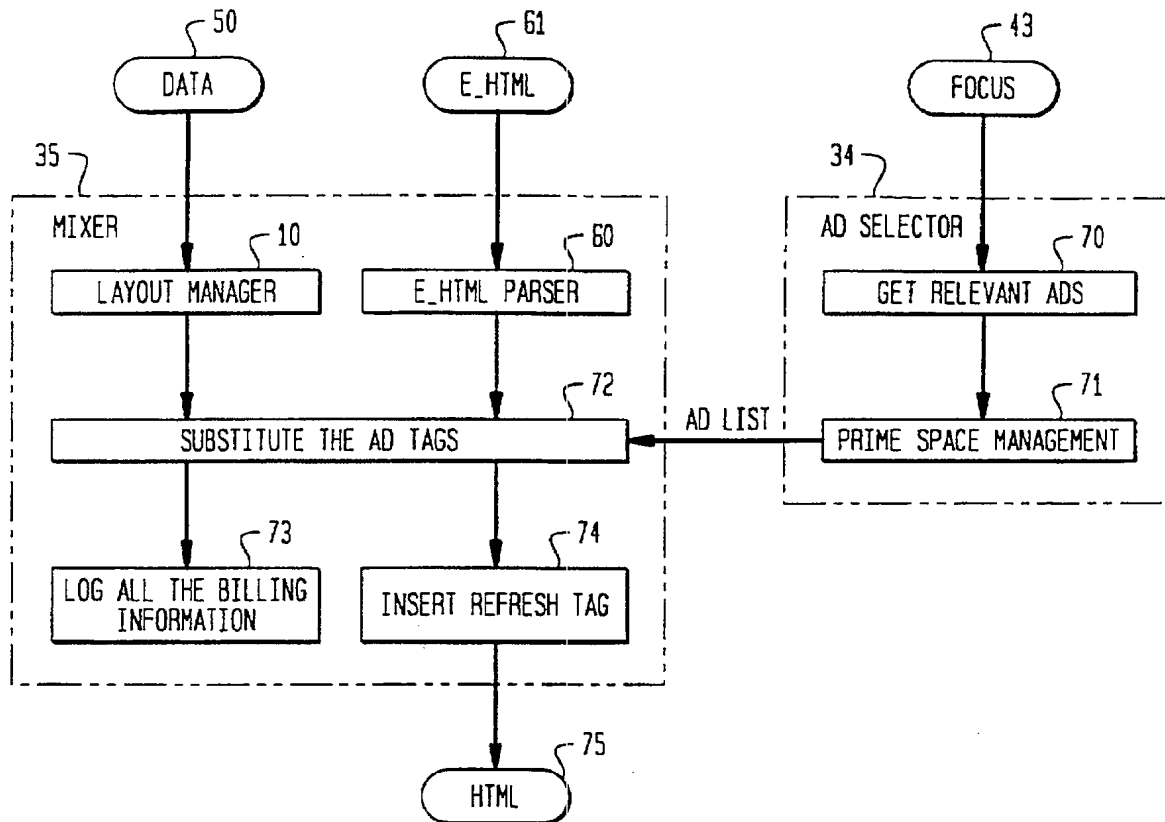 50
61
43
DATA
E_HTML
FOCUS
35
34
MIXER
AD SELECTOR
10
60
70
LAYOUT MANAGER
E_HTML PARSER
GET RELEVANT ADS
72
71
SUBSTITUTE THE AD TAGS
AD LIST
PRIME SPACE MANAGEMENT
73
74
LOG ALL THE BILLING
INFORMATION
INSERT REFRESH TAG
75
HTML